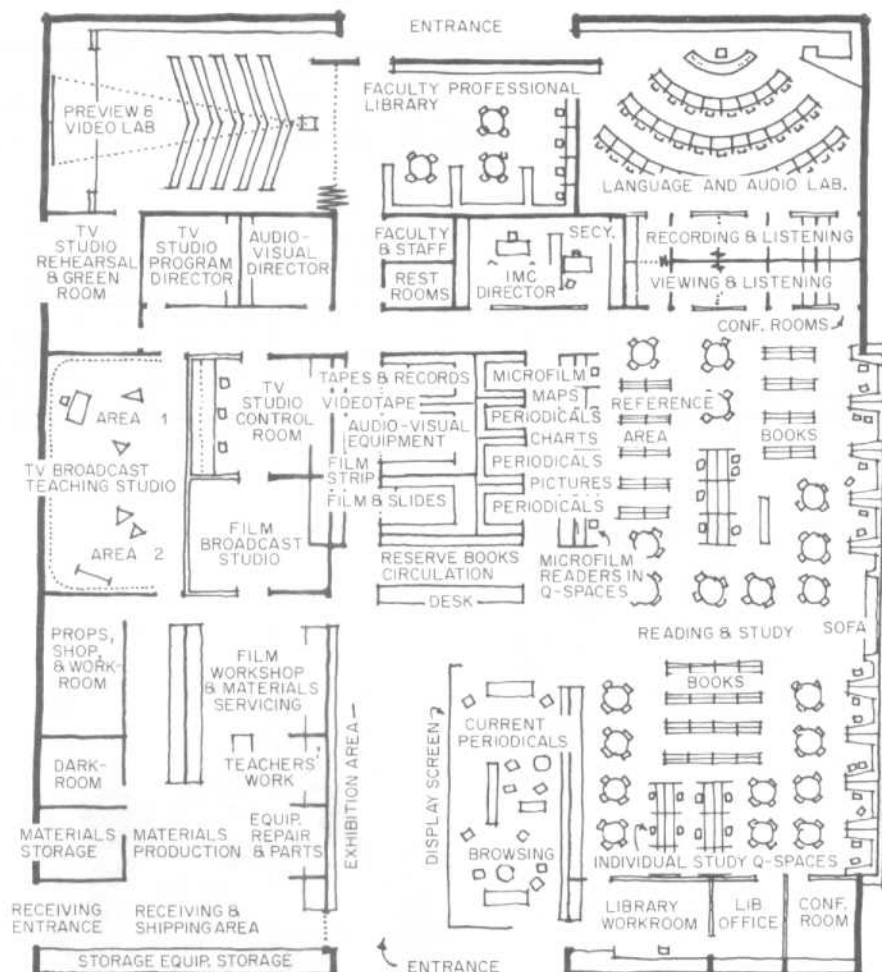 ENTRANCE
PREVIEW &
VIDEO LAB
FACULTY PROFESSIONAL
LIBRARY
LANGUAGE AND AUDIO LAB.
TV
STUDIO
REHEARSAL
& GREEN
ROOM
TV
STUDIO
PROGRAM
DIRECTOR
AUDIO-
VISUAL
DIRECTOR
FACULTY
& STAFF
REST
ROOMS
IMC
DIRECTOR
SECY.
RECORDING & LISTENING
VIEWING & LISTENING
CONF. ROOMS
AREA 1
TV BROADCAST
TEACHING STUDIO
AREA 2
TV
STUDIO
CONTROL
ROOM
FILM
BROADCAST
STUDIO
TAPES & RECORDS
VIDEOTAPE
AUDIO-VISUAL
EQUIPMENT
FILM
STRIP
FILM & SLIDES
MICROFILM
MAPS
PERIODICALS
CHARTS
PERIODICALS
PICTURES
PERIODICALS
REFERENCE
AREA
BOOKS
RESERVE BOOKS
CIRCULATION
DESK
MICROFILM
READERS IN
Q-SPACES
READING & STUDY
SOFA
PROPS,
SHOP,
& WORK-
ROOM
FILM
WORKSHOP
& MATERIALS
SERVICING
DARK-
ROOM
TEACHERS'
WORK
MATERIALS
STORAGE
MATERIALS
PRODUCTION
EQUIP.
REPAIR
& PARTS
EXHIBITION AREA
DISPLAY SCREEN
CURRENT
PERIODICALS
BROWSING
BOOKS
INDIVIDUAL STUDY Q-SPACES
LIBRARY
WORKROOM
LIB.
OFFICE
CONF.
ROOM
RECEIVING
ENTRANCE
RECEIVING &
SHIPPING AREA
STORAGE EQUIP. STORAGE
ENTRANCE